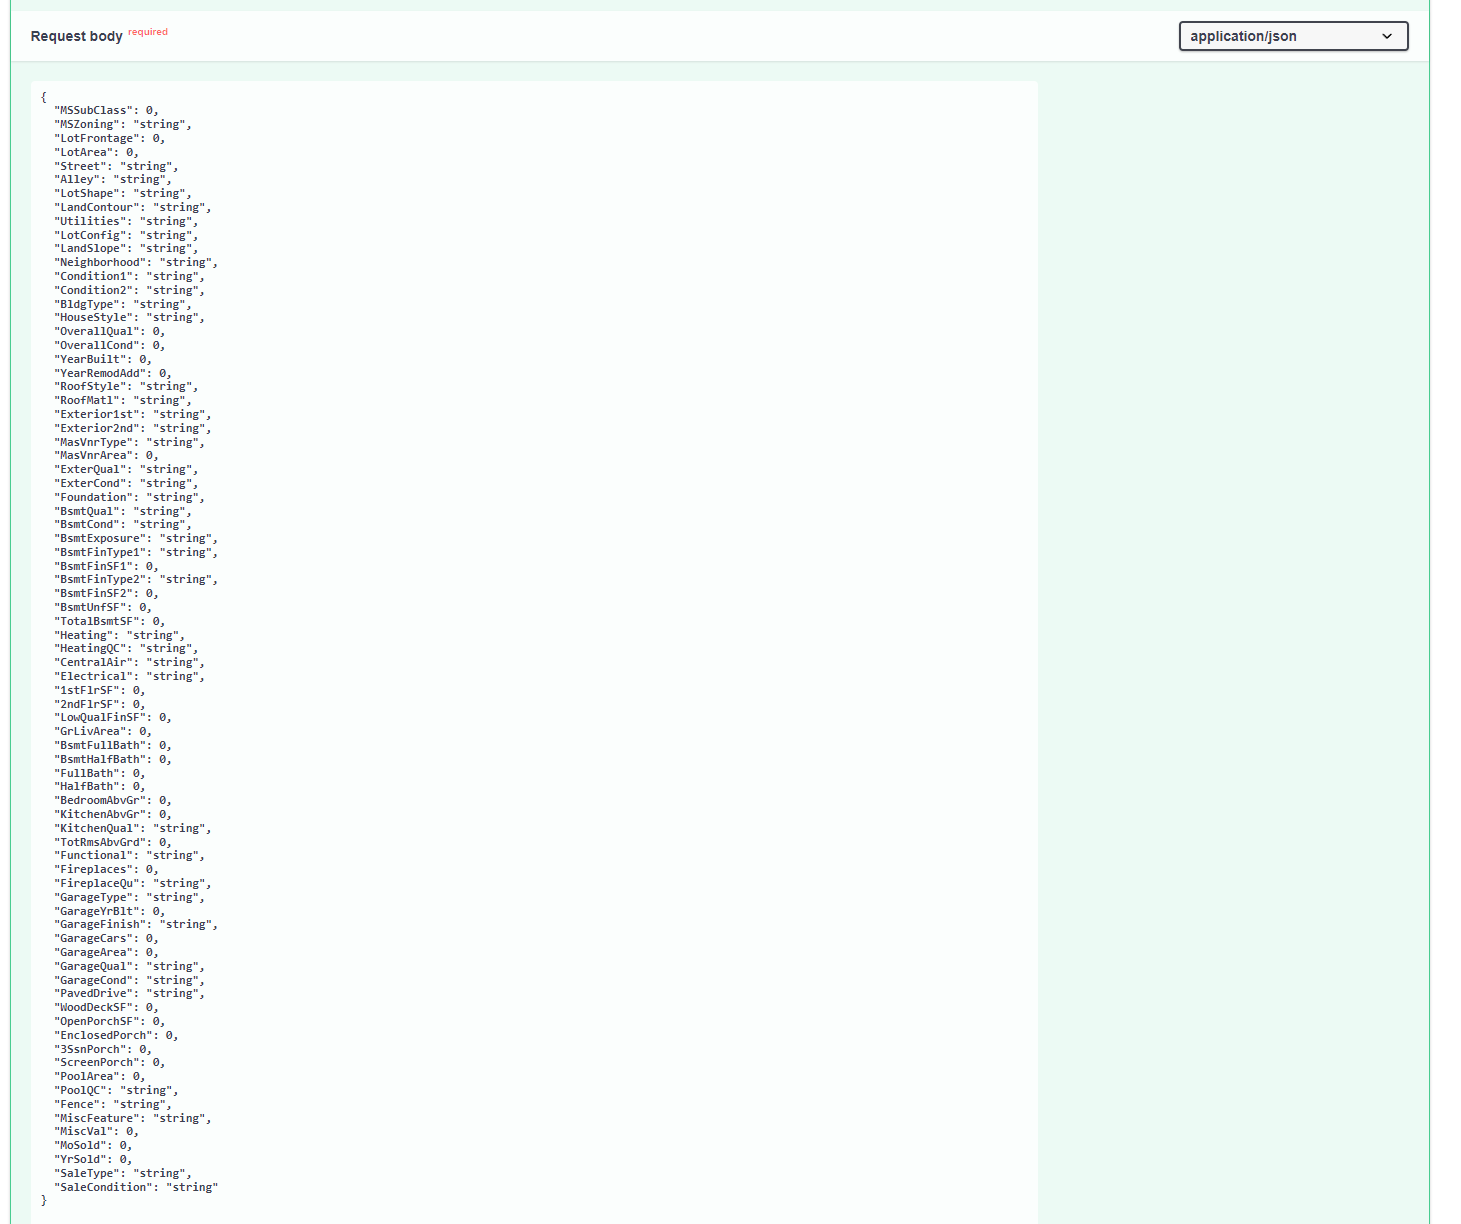 Request body required
application/json
{
"MSSubClass": 0,
"MSZoning": "string",
"LotFrontage": 0,
"LotArea": 0,
"Street": "string",
"Alley": "string",
"LotShape": "string",
"LandContour": "string",
"Utilities": "string",
"LotConfig": "string",
"LandSlope": "string",
"Neighborhood": "string",
"Condition1": "string",
"Condition2": "string",
"BldgType": "string",
"HouseStyle": "string",
"OverallQual": 0,
"OverallCond": 0,
"YearBuilt": 0,
"YearRemodAdd": 0,
"RoofStyle": "string",
"RoofMatl": "string",
"Exterior1st": "string",
"Exterior2nd": "string",
"MasVnrType": "string",
"MasVnrArea": 0,
"ExterQual": "string",
"ExterCond": "string",
"Foundation": "string",
"BsmtQual": "string",
"BsmtCond": "string",
"BsmtExposure": "string",
"BsmtFinType1": "string",
"BsmtFinSF1": 0,
"BsmtFinType2": "string",
"BsmtFinSF2": 0,
"BsmtUnfSF": 0,
"TotalBsmtSF": 0,
"Heating": "string",
"HeatingQC": "string",
"CentralAir": "string",
"Electrical": "string",
"1stFlrSF": 0,
"2ndFlrSF": 0,
"LowQualFinSF": 0,
"GrLivArea": 0,
"BsmtFullBath": 0,
"BsmtHalfBath": 0,
"FullBath": 0,
"HalfBath": 0,
"BedroomAbvGr": 0,
"KitchenAbvGr": 0,
"KitchenQual": "string",
"TotRmsAbvGrd": 0,
"Functional": "string",
"Fireplaces": 0,
"FireplaceQu": "string",
"GarageType": "string",
"GarageYrBlt": 0,
"GarageFinish": "string",
"GarageCars": 0,
"GarageArea": 0,
"GarageQual": "string",
"GarageCond": "string",
"PavedDrive": "string",
"WoodDeckSF": 0,
"OpenPorchSF": 0,
"EnclosedPorch": 0,
"3SsnPorch": 0,
"ScreenPorch": 0,
"PoolArea": 0,
"PoolQC": "string",
"Fence": "string",
"MiscFeature": "string",
"MiscVal": 0,
"MoSold": 0,
"YrSold": 0,
"SaleType": "string",
"SaleCondition": "string"
}